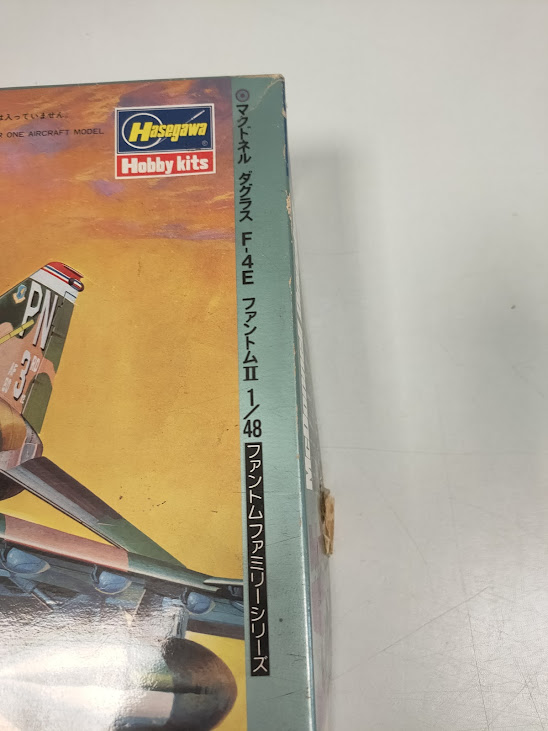 は入っていません。
R ONE AIRCRAFT MODEL
Hasegawa
Hobby kits
マクドネル ダグラス F-4E ファントムII 1/48 ファントムファミリーシリーズ
PN
3